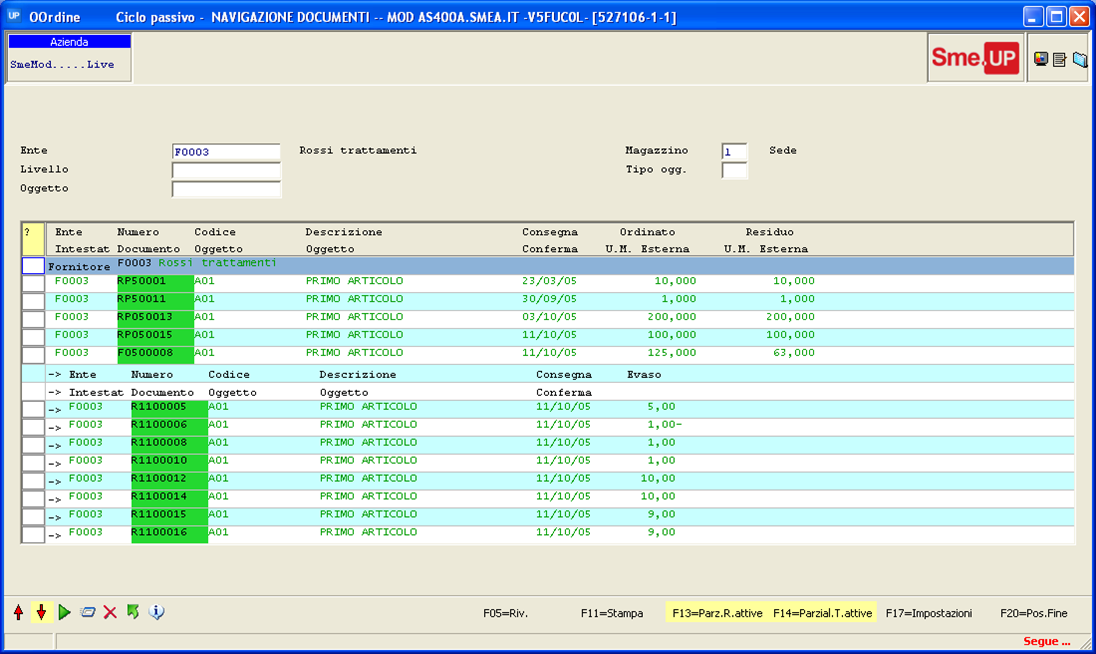 UP OOrdine Ciclo passivo - NAVIGAZIONE DOCUMENTI -- MOD AS400A.SMEA.IT -V5FUC0L- [527106-1-1]
Azienda
SmeMod.....Live
Sme.UP
Ente F0003 Rossi trattamenti Magazzino 1 Sede
Livello Tipo ogg.
Oggetto
? Ente Numero Codice Descrizione Consegna Ordinato Residuo
Intestat Documento Oggetto Oggetto Conferma U.M. Esterna U.M. Esterna
Fornitore F0003 Rossi trattamenti
F0003 RP50001 A01 PRIMO ARTICOLO 23/03/05 10,000 10,000
F0003 RP50011 A01 PRIMO ARTICOLO 30/09/05 1,000 1,000
F0003 RP050013 A01 PRIMO ARTICOLO 03/10/05 200,000 200,000
F0003 RP050015 A01 PRIMO ARTICOLO 11/10/05 100,000 100,000
F0003 F0500008 A01 PRIMO ARTICOLO 11/10/05 125,000 63,000
-> Ente Numero Codice Descrizione Consegna Evaso
-> Intestat Documento Oggetto Oggetto Conferma
-> F0003 R1100005 A01 PRIMO ARTICOLO 11/10/05 5,00
-> F0003 R1100006 A01 PRIMO ARTICOLO 11/10/05 1,00-
-> F0003 R1100008 A01 PRIMO ARTICOLO 11/10/05 1,00
-> F0003 R1100010 A01 PRIMO ARTICOLO 11/10/05 1,00
-> F0003 R1100012 A01 PRIMO ARTICOLO 11/10/05 10,00
-> F0003 R1100014 A01 PRIMO ARTICOLO 11/10/05 10,00
-> F0003 R1100015 A01 PRIMO ARTICOLO 11/10/05 9,00
-> F0003 R1100016 A01 PRIMO ARTICOLO 11/10/05 9,00
F05=Riv. F11=Stampa F13=Parz.R.attive F14=Parzial.T.attive F17=Impostazioni F20=Pos.Fine
Segue ...